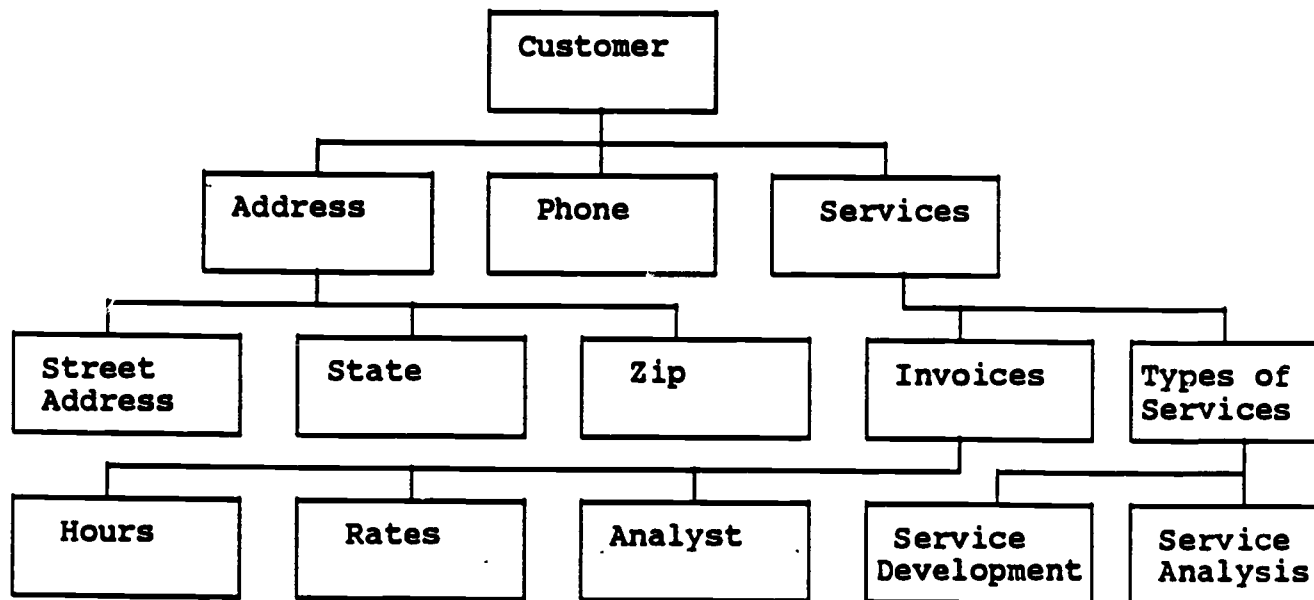 Customer
Address
Phone
Services
Street
Address
State
Zip
Invoices
Types of
Services
Hours
Rates
Analyst
Service
Development
Service
Analysis